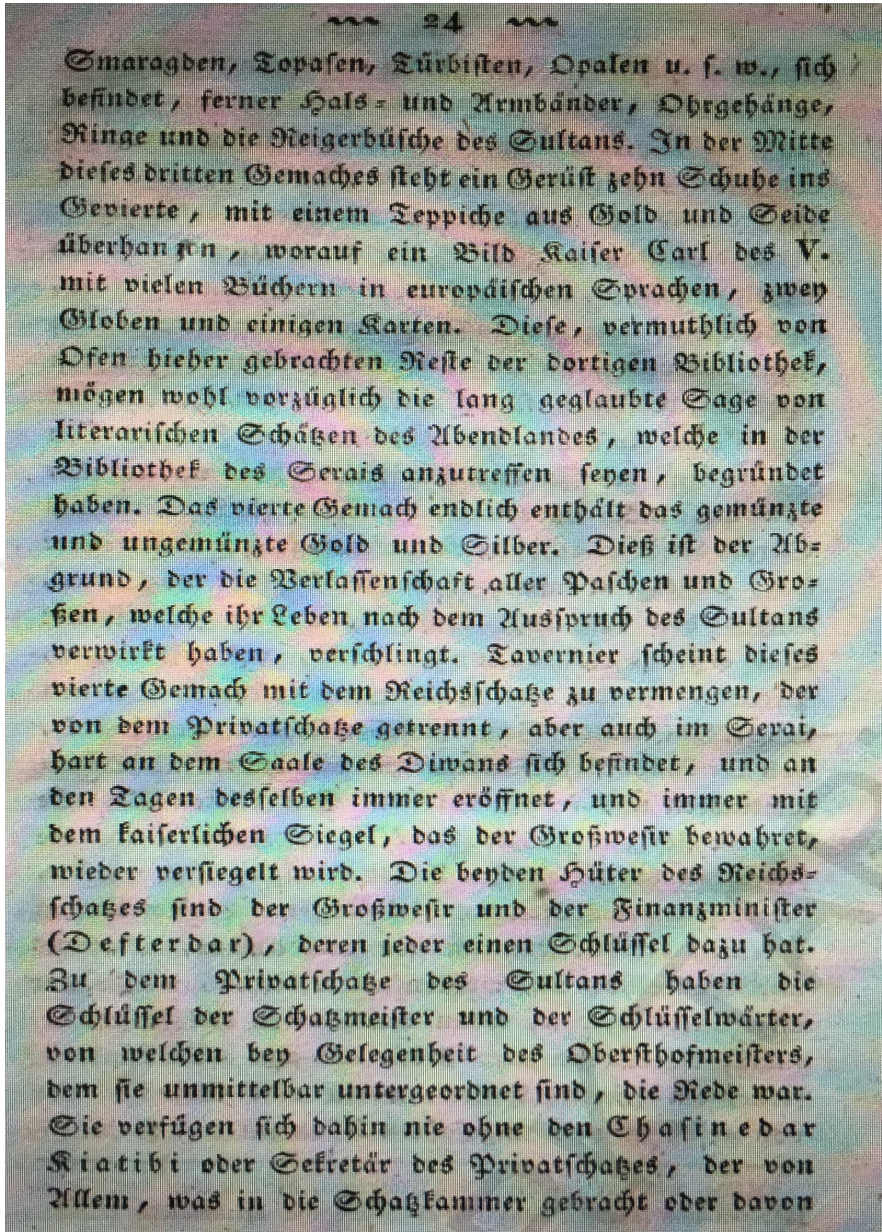 24
Smaragden, Topasen, Türbisten, Opalen u. s. w., sich
befindet, ferner Hals- und Armbänder, Ohrgehänge,
Ringe und die Reigerbüsche des Sultans. In der Mitte
dieses dritten Gemaches steht ein Gerüst zehn Schuhe ins
Gevierte, mit einem Teppiche aus Gold und Seide
überhangen, worauf ein Bild Kaiser Carl des V.
mit vielen Büchern in europäischen Sprachen, zwey
Globen und einigen Karten. Diese, vermuthlich von
Ofen hieher gebrachten Reste der dortigen Bibliothek,
mögen wohl vorzüglich die lang geglaubte Sage von
literarischen Schätzen des Abendlandes, welche in der
Bibliothek des Serais anzutreffen seyen, begründet
haben. Das vierte Gemach endlich enthält das gemünzte
und ungemünzte Gold und Silber. Dieß ist der Ab-
grund, der die Verlassenschaft aller Paschen und Gro-
ßen, welche ihr Leben nach dem Ausspruch des Sultans
verwirkt haben, verschlingt. Tavernier scheint dieses
vierte Gemach mit dem Reichsschatze zu vermengen, der
von dem Privatschatze getrennt, aber auch im Serai,
hart an dem Saale des Diwans sich befindet, und an
den Tagen desselben immer eröffnet, und immer mit
dem kaiserlichen Siegel, das der Großwesir bewahret,
wieder versiegelt wird. Die beyden Hüter des Reichs-
schatzes sind der Großwesir und der Finanzminister
(Defterdar), deren jeder einen Schlüssel dazu hat.
Zu dem Privatschatze des Sultans haben die
Schlüssel der Schatzmeister und der Schlüsselwärter,
von welchen bey Gelegenheit des Obersthofmeisters,
dem sie unmittelbar untergeordnet sind, die Rede war.
Sie verfügen sich dahin nie ohne den Chasinedar
Kiatibi oder Sekretär des Privatschatzes, der von
Allem, was in die Schatzkammer gebracht oder davon